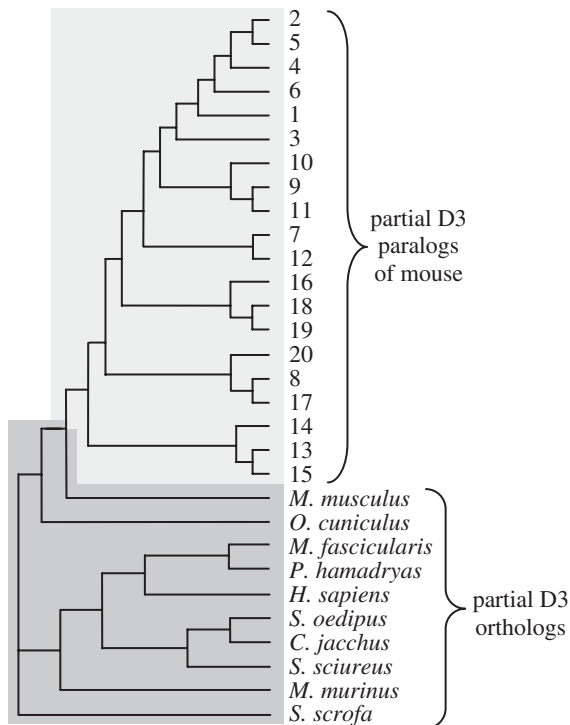 2
5
4
6
1
3
10
9
11
7
12
16
18
19
20
8
17
14
13
15
partial D3
paralogs
of mouse
M. musculus
O. cuniculus
M. fascicularis
P. hamadryas
H. sapiens
S. oedipus
C. jacchus
S. sciureus
M. murinus
S. scrofa
partial D3
orthologs